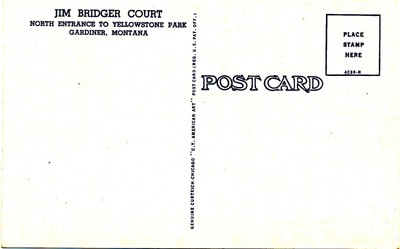 JIM BRIDGER COURT
NORTH ENTRANCE TO YELLOWSTONE PARK
GARDINER, MONTANA
GENUINE CURTEICH-CHICAGO "C.T. AMERICAN ART" POST CARD (REG. U.S. PAT. OFF.)
POST CARD
PLACE
STAMP
HERE
4C39-N